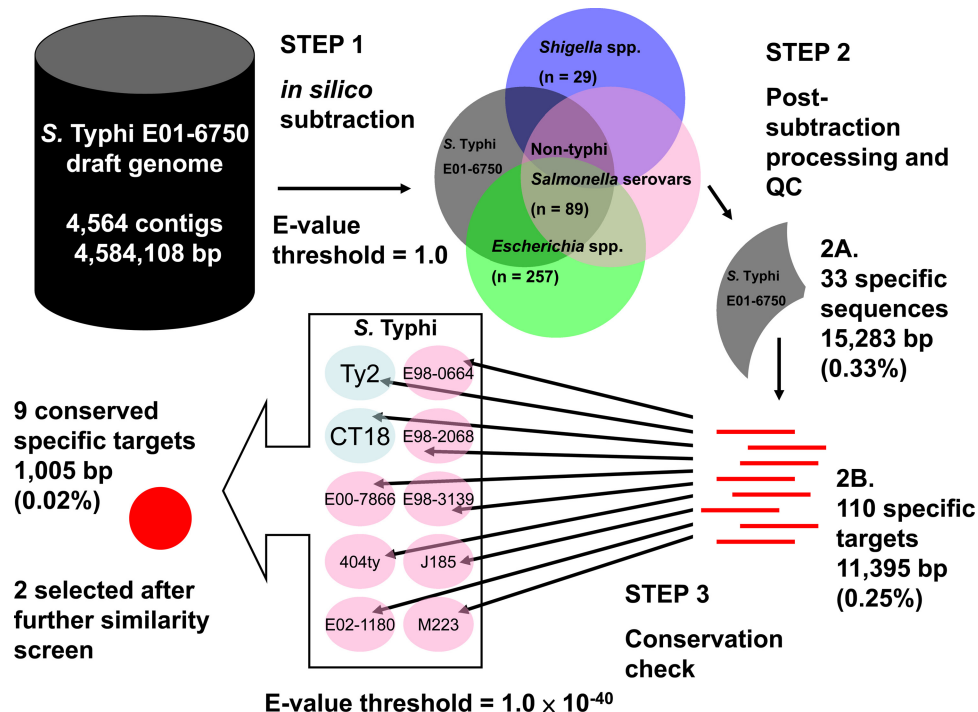 S. Typhi E01-6750
draft genome
4,564 contigs
4,584,108 bp
STEP 1
in silico
subtraction
E-value
threshold = 1.0
Shigella spp.
(n = 29)
S. Typhi
E01-6750
Non-typhi
Salmonella serovars
(n = 89)
Escherichia spp.
(n = 257)
STEP 2
Post-
subtraction
processing and
QC
S. Typhi
E01-6750
2A.
33 specific
sequences
15,283 bp
(0.33%)
2B.
110 specific
targets
11,395 bp
(0.25%)
STEP 3
Conservation
check
S. Typhi
Ty2
E98-0664
CT18
E98-2068
E00-7866
E98-3139
404ty
J185
E02-1180
M223
E-value threshold = 1.0 × 10⁻⁴⁰
9 conserved
specific targets
1,005 bp
(0.02%)
2 selected after
further similarity
screen